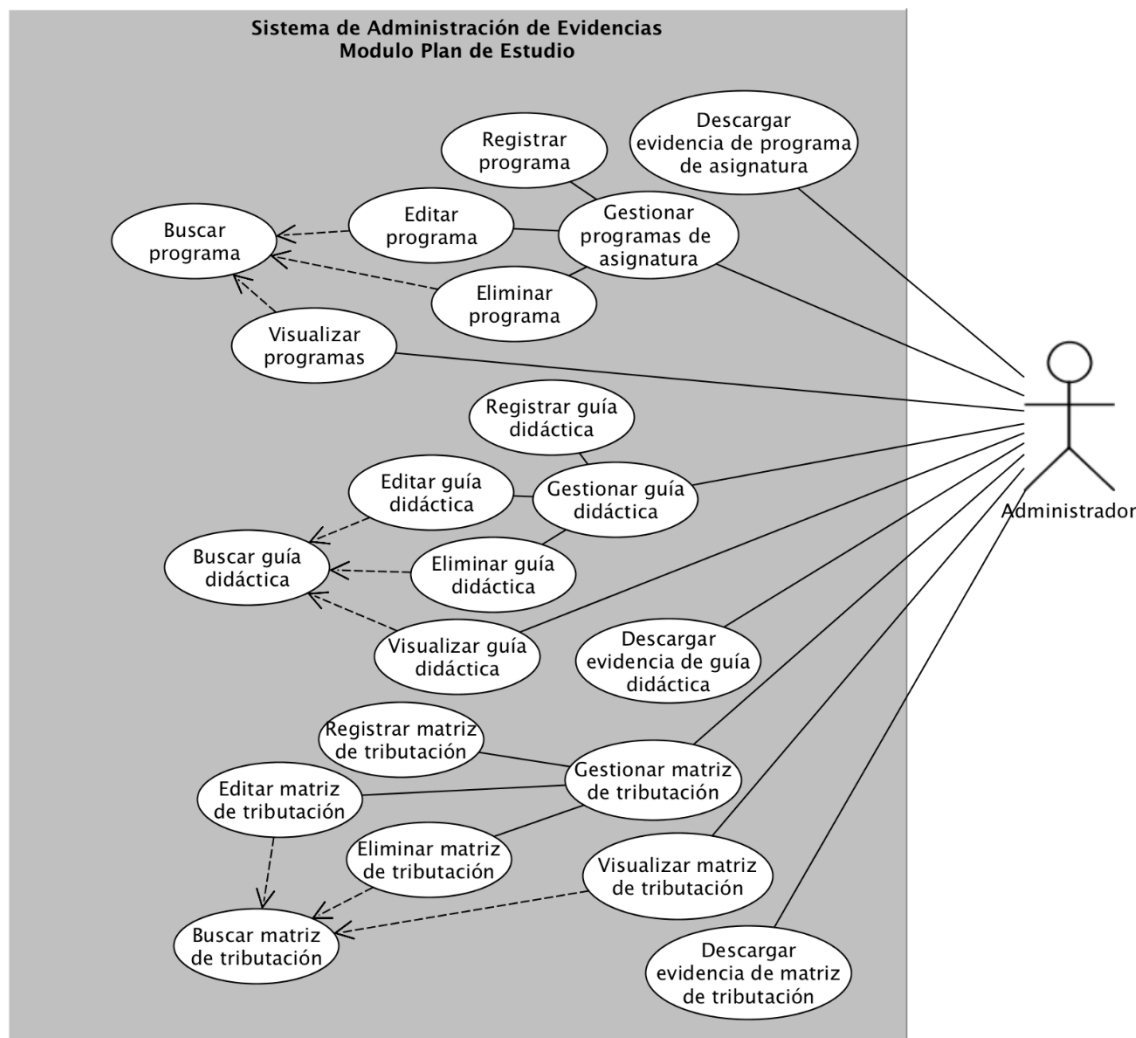 Sistema de Administración de Evidencias
Modulo Plan de Estudio
Descargar
evidencia de programa
de asignatura
Registrar
programa
Editar
programa
Gestionar
programas de
asignatura
Buscar
programa
Eliminar
programa
Visualizar
programas
Registrar guía
didáctica
Editar guía
didáctica
Gestionar guía
didáctica
Administrador
Buscar guía
didáctica
Eliminar guía
didáctica
Visualizar guía
didáctica
Descargar
evidencia de guía
didáctica
Registrar matriz
de tributación
Gestionar matriz
de tributación
Editar matriz
de tributación
Eliminar matriz
de tributación
Visualizar matriz
de tributación
Buscar matriz
de tributación
Descargar
evidencia de matriz
de tributación